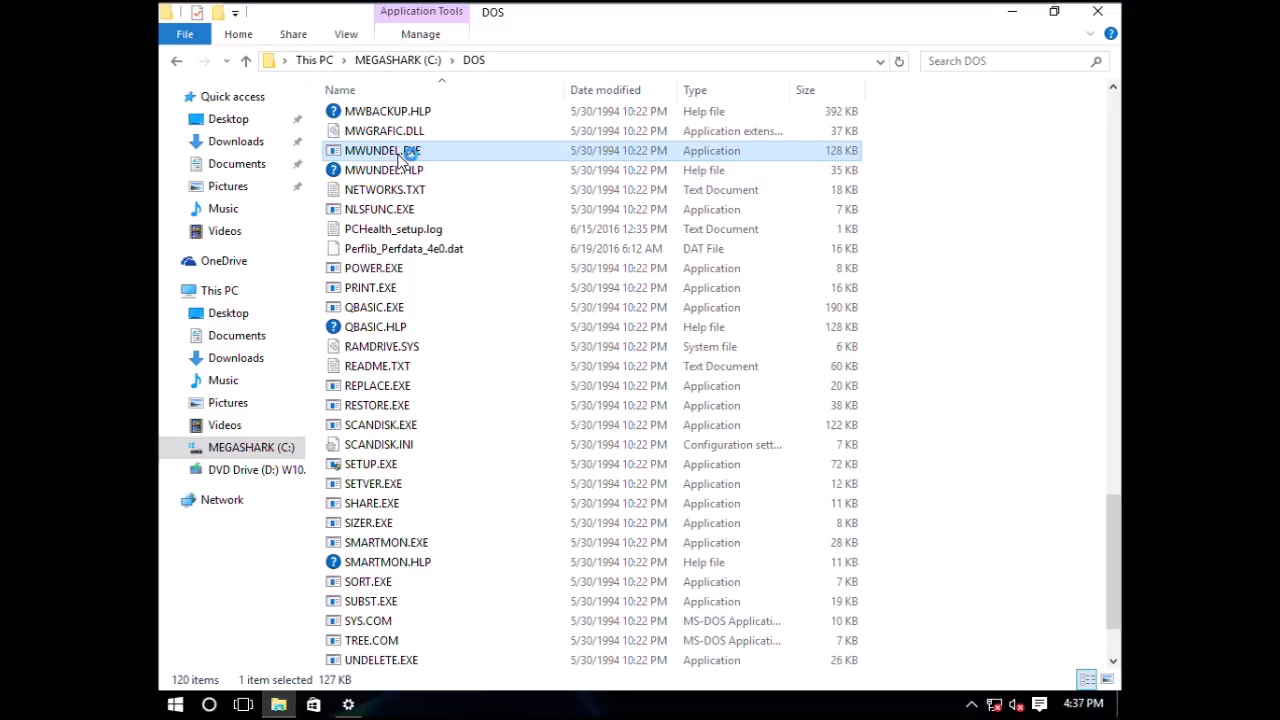 Application Tools DOS
File Home Share View Manage
This PC MEGASHARK (C:) DOS Search DOS
Name Date modified Type Size
Quick access
Desktop
Downloads
Documents
Pictures
Music
Videos
OneDrive
This PC
Desktop
Documents
Downloads
Music
Pictures
Videos
MEGASHARK (C:)
DVD Drive (D:) W10.
Network
MWBACKUP.HLP 5/30/1994 10:22 PM Help file 392 KB
MWGRAFIC.DLL 5/30/1994 10:22 PM Application extens... 37 KB
MWUNDEL.EXE 5/30/1994 10:22 PM Application 128 KB
MWUNDEL.HLP 5/30/1994 10:22 PM Help file 35 KB
NETWORKS.TXT 5/30/1994 10:22 PM Text Document 18 KB
NLSFUNC.EXE 5/30/1994 10:22 PM Application 7 KB
PCHealth_setup.log 6/15/2016 12:35 PM Text Document 1 KB
Perflib_Perfdata_4e0.dat 6/19/2016 6:12 AM DAT File 16 KB
POWER.EXE 5/30/1994 10:22 PM Application 8 KB
PRINT.EXE 5/30/1994 10:22 PM Application 16 KB
QBASIC.EXE 5/30/1994 10:22 PM Application 190 KB
QBASIC.HLP 5/30/1994 10:22 PM Help file 128 KB
RAMDRIVE.SYS 5/30/1994 10:22 PM System file 6 KB
README.TXT 5/30/1994 10:22 PM Text Document 60 KB
REPLACE.EXE 5/30/1994 10:22 PM Application 20 KB
RESTORE.EXE 5/30/1994 10:22 PM Application 38 KB
SCANDISK.EXE 5/30/1994 10:22 PM Application 122 KB
SCANDISK.INI 5/30/1994 10:22 PM Configuration sett... 7 KB
SETUP.EXE 5/30/1994 10:22 PM Application 72 KB
SETVER.EXE 5/30/1994 10:22 PM Application 12 KB
SHARE.EXE 5/30/1994 10:22 PM Application 11 KB
SIZER.EXE 5/30/1994 10:22 PM Application 8 KB
SMARTMON.EXE 5/30/1994 10:22 PM Application 28 KB
SMARTMON.HLP 5/30/1994 10:22 PM Help file 11 KB
SORT.EXE 5/30/1994 10:22 PM Application 7 KB
SUBST.EXE 5/30/1994 10:22 PM Application 19 KB
SYS.COM 5/30/1994 10:22 PM MS-DOS Applicati... 10 KB
TREE.COM 5/30/1994 10:22 PM MS-DOS Applicati... 7 KB
UNDELETE.EXE 5/30/1994 10:22 PM Application 26 KB
120 items 1 item selected 127 KB
4:37 PM